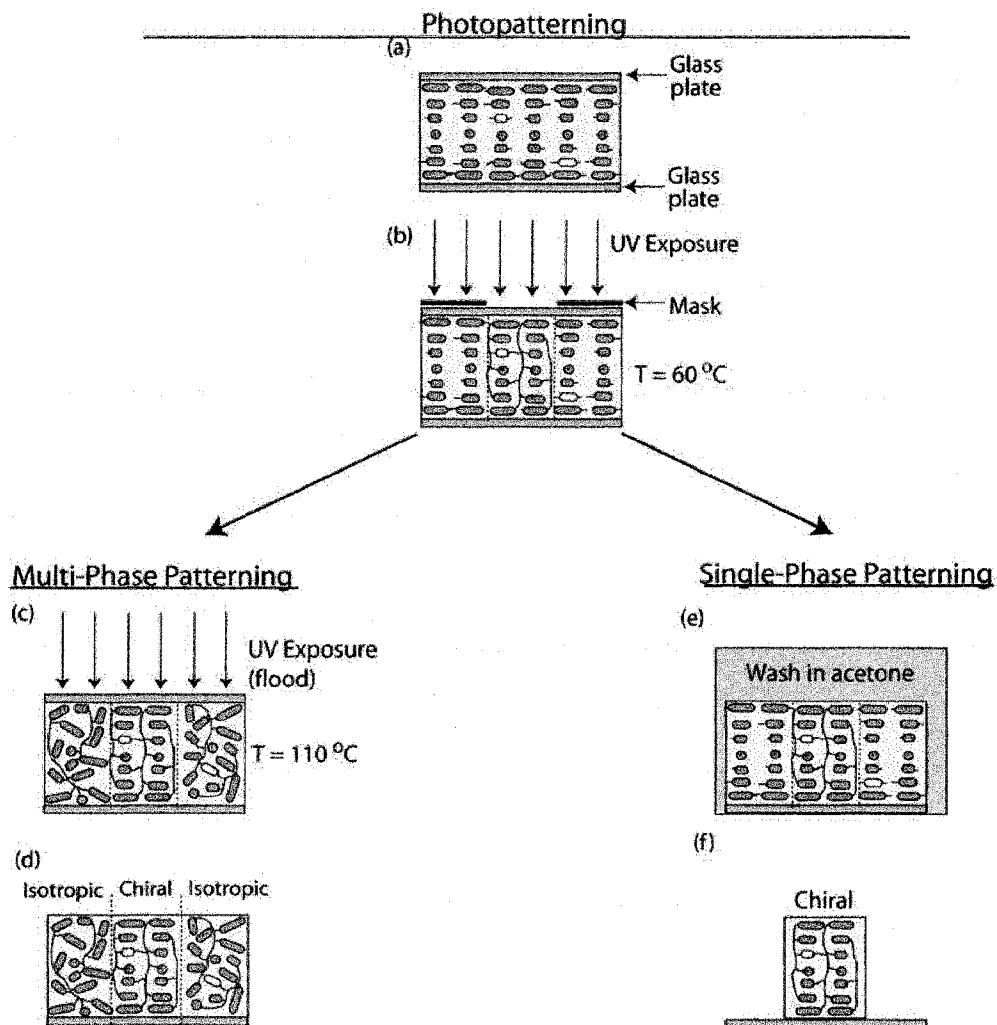 Photopatterning
(a)
Glass
plate
Glass
plate
(b)
UV Exposure
Mask
T = 60 °C
Multi-Phase Patterning
(c)
UV Exposure
(flood)
T = 110 °C
(d)
Isotropic Chiral Isotropic
Single-Phase Patterning
(e)
Wash in acetone
(f)
Chiral